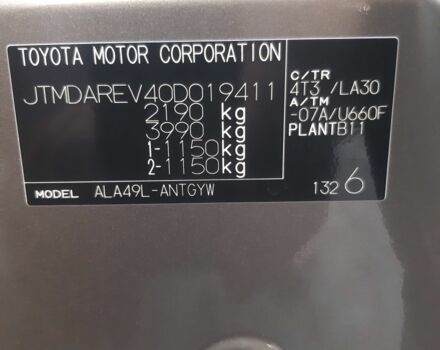 TOYOTA MOTOR CORPORATION
JTMDAREV40D019411
2190 kg
3990 kg
1-1150kg
2-1150kg
C/TR
4T3 /LA30
A/TM
-07A/U660F
PLANTB11
MODEL ALA49L-ANTGYW
132 6